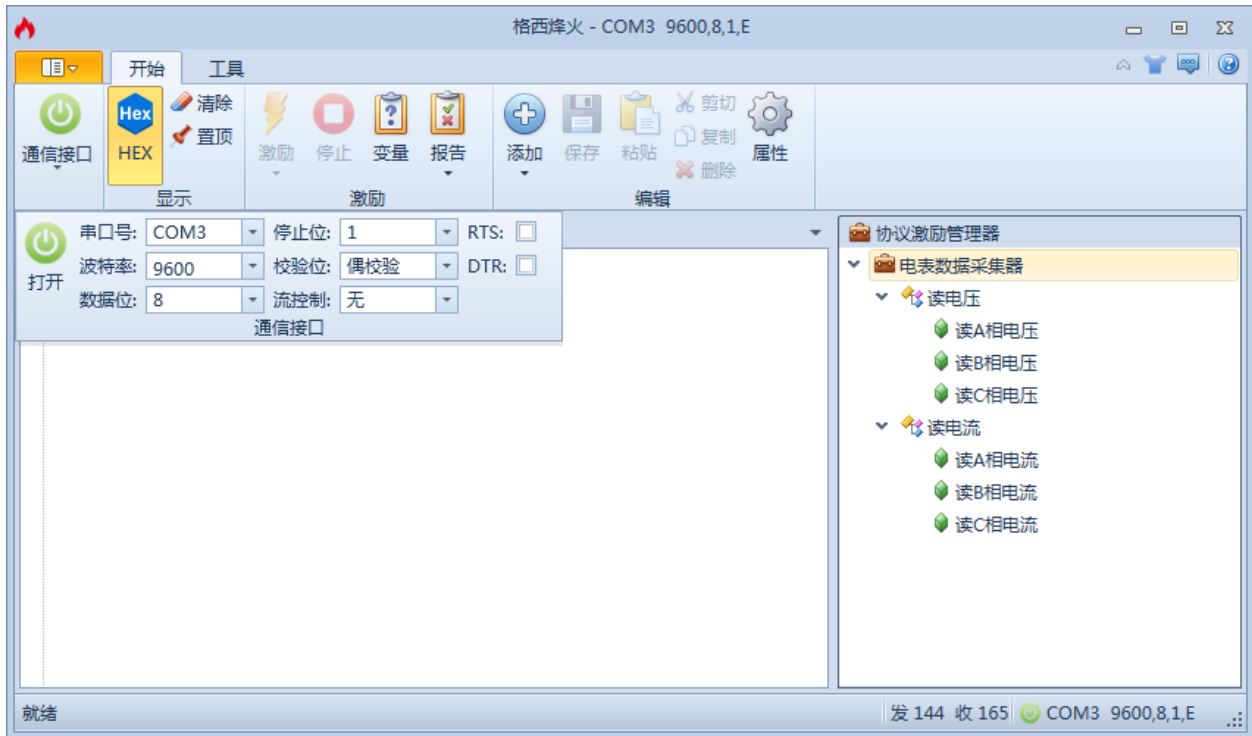 格西烽火 - COM3 9600,8,1,E
开始 工具
通信接口
Hex
HEX
清除
置顶
显示
激励 停止 变量 报告
激励
添加 保存 粘贴
剪切
复制
删除
属性
编辑
打开
串口号: COM3 停止位: 1 RTS:
波特率: 9600 校验位: 偶校验 DTR:
数据位: 8 流控制: 无
通信接口
协议激励管理器
电表数据采集器
读电压
读A相电压
读B相电压
读C相电压
读电流
读A相电流
读B相电流
读C相电流
就绪 发 144 收 165 COM3 9600,8,1,E